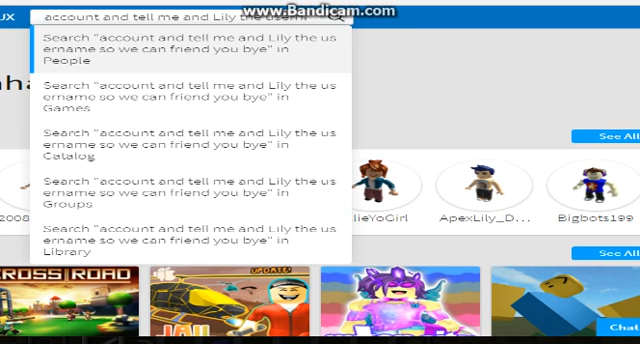 www.Bandicam.com
UX
account and tell me and Lily the usern
Search "account and tell me and Lily the us
ername so we can friend you bye" in
People
Search "account and tell me and Lily the us
ername so we can friend you bye" in
Games
Search "account and tell me and Lily the us
ername so we can friend you bye" in
Catalog
Search "account and tell me and Lily the us
ername so we can friend you bye" in
Groups
Search "account and tell me and Lily the us
ername so we can friend you bye" in
Library
See All
2008
lieYoGirl
ApexLily_D...
Bigbots199
See All
CROSS ROAD
UPDATE!
JAIL
Chat